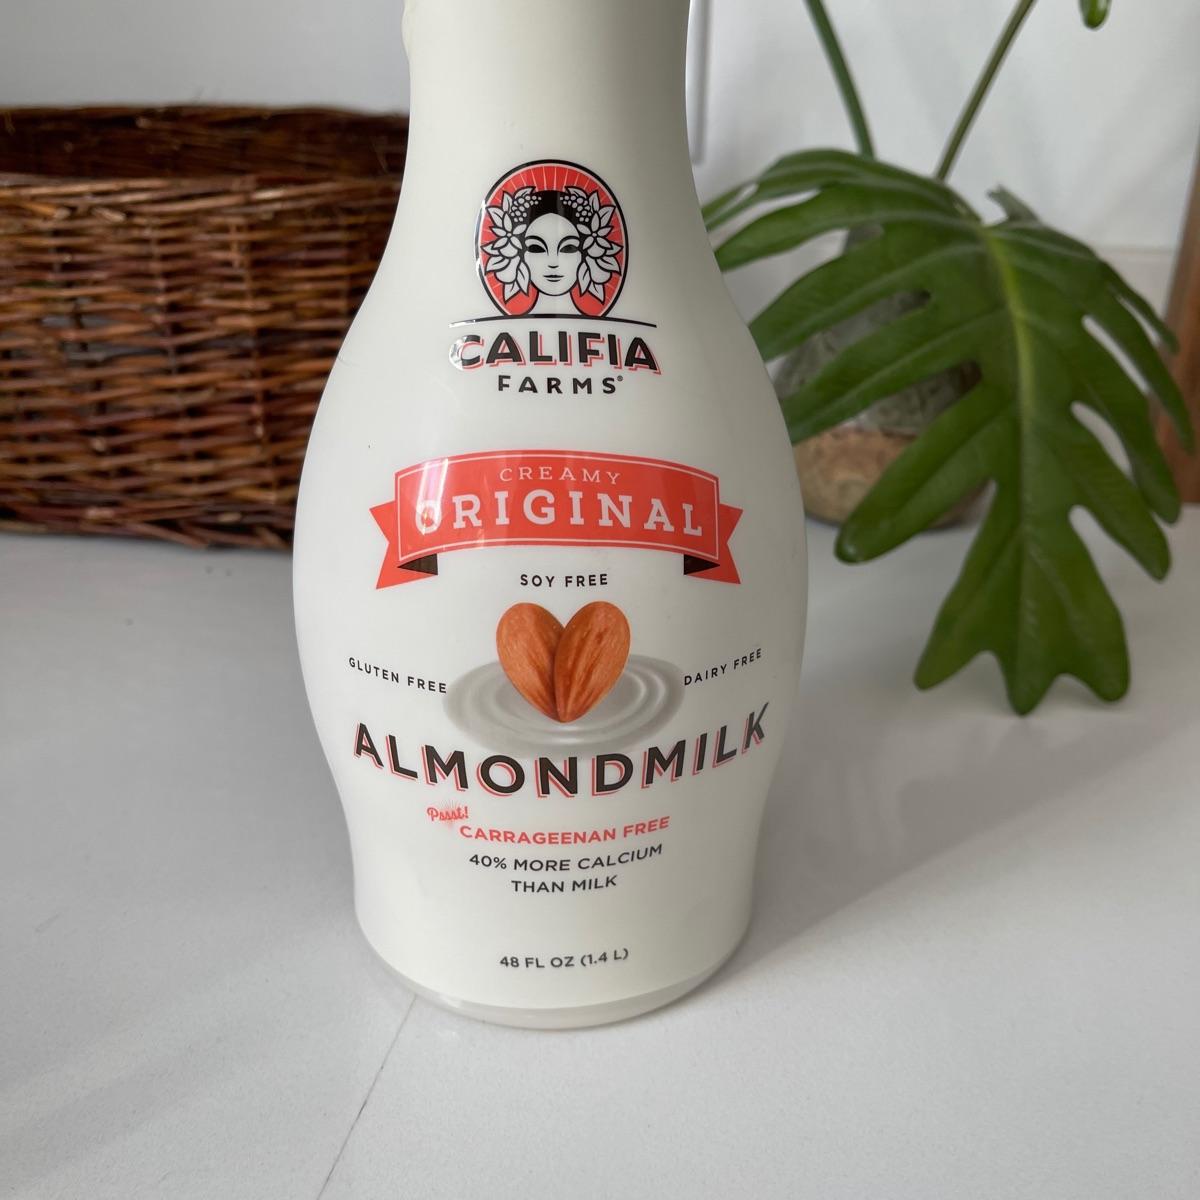 CALIFIA
FARMS®
CREAMY
ORIGINAL
SOY FREE
GLUTEN FREE
DAIRY FREE
ALMONDMILK
Pssst!
CARRAGEENAN FREE
40% MORE CALCIUM
THAN MILK
48 FL OZ (1.4 L)